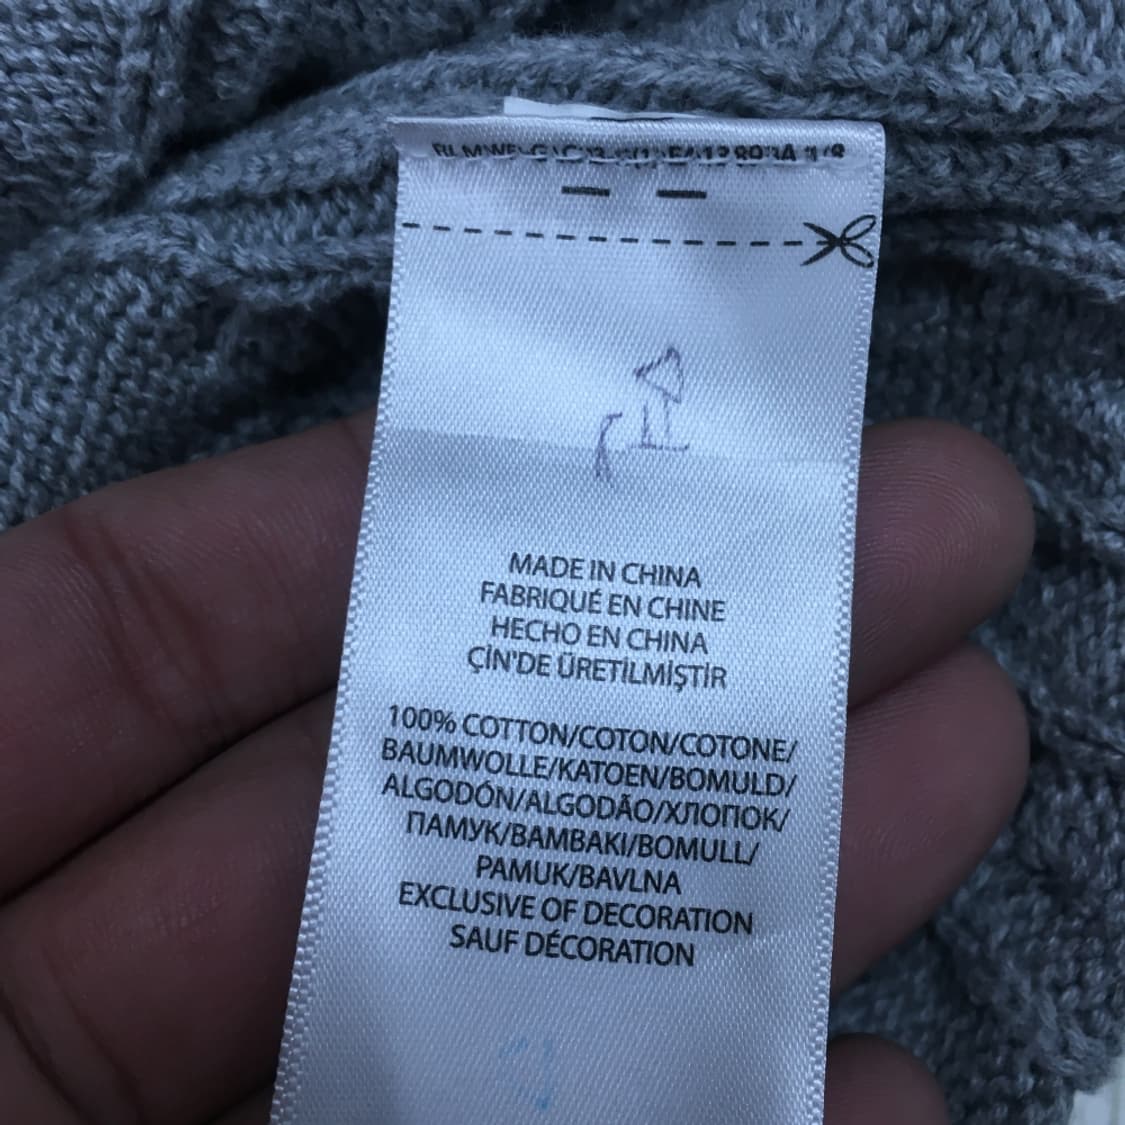 MADE IN CHINA
FABRIQUÉ EN CHINE
HECHO EN CHINA
ÇİN'DE ÜRETİLMİŞTİR
100% COTTON/COTON/COTONE/
BAUMWOLLE/KATOEN/BOMULD/
ALGODÓN/ALGODÃO/ХЛОПОК/
ПАМУК/BAMBAKI/BOMULL/
PAMUK/BAVLNA
EXCLUSIVE OF DECORATION
SAUF DÉCORATION